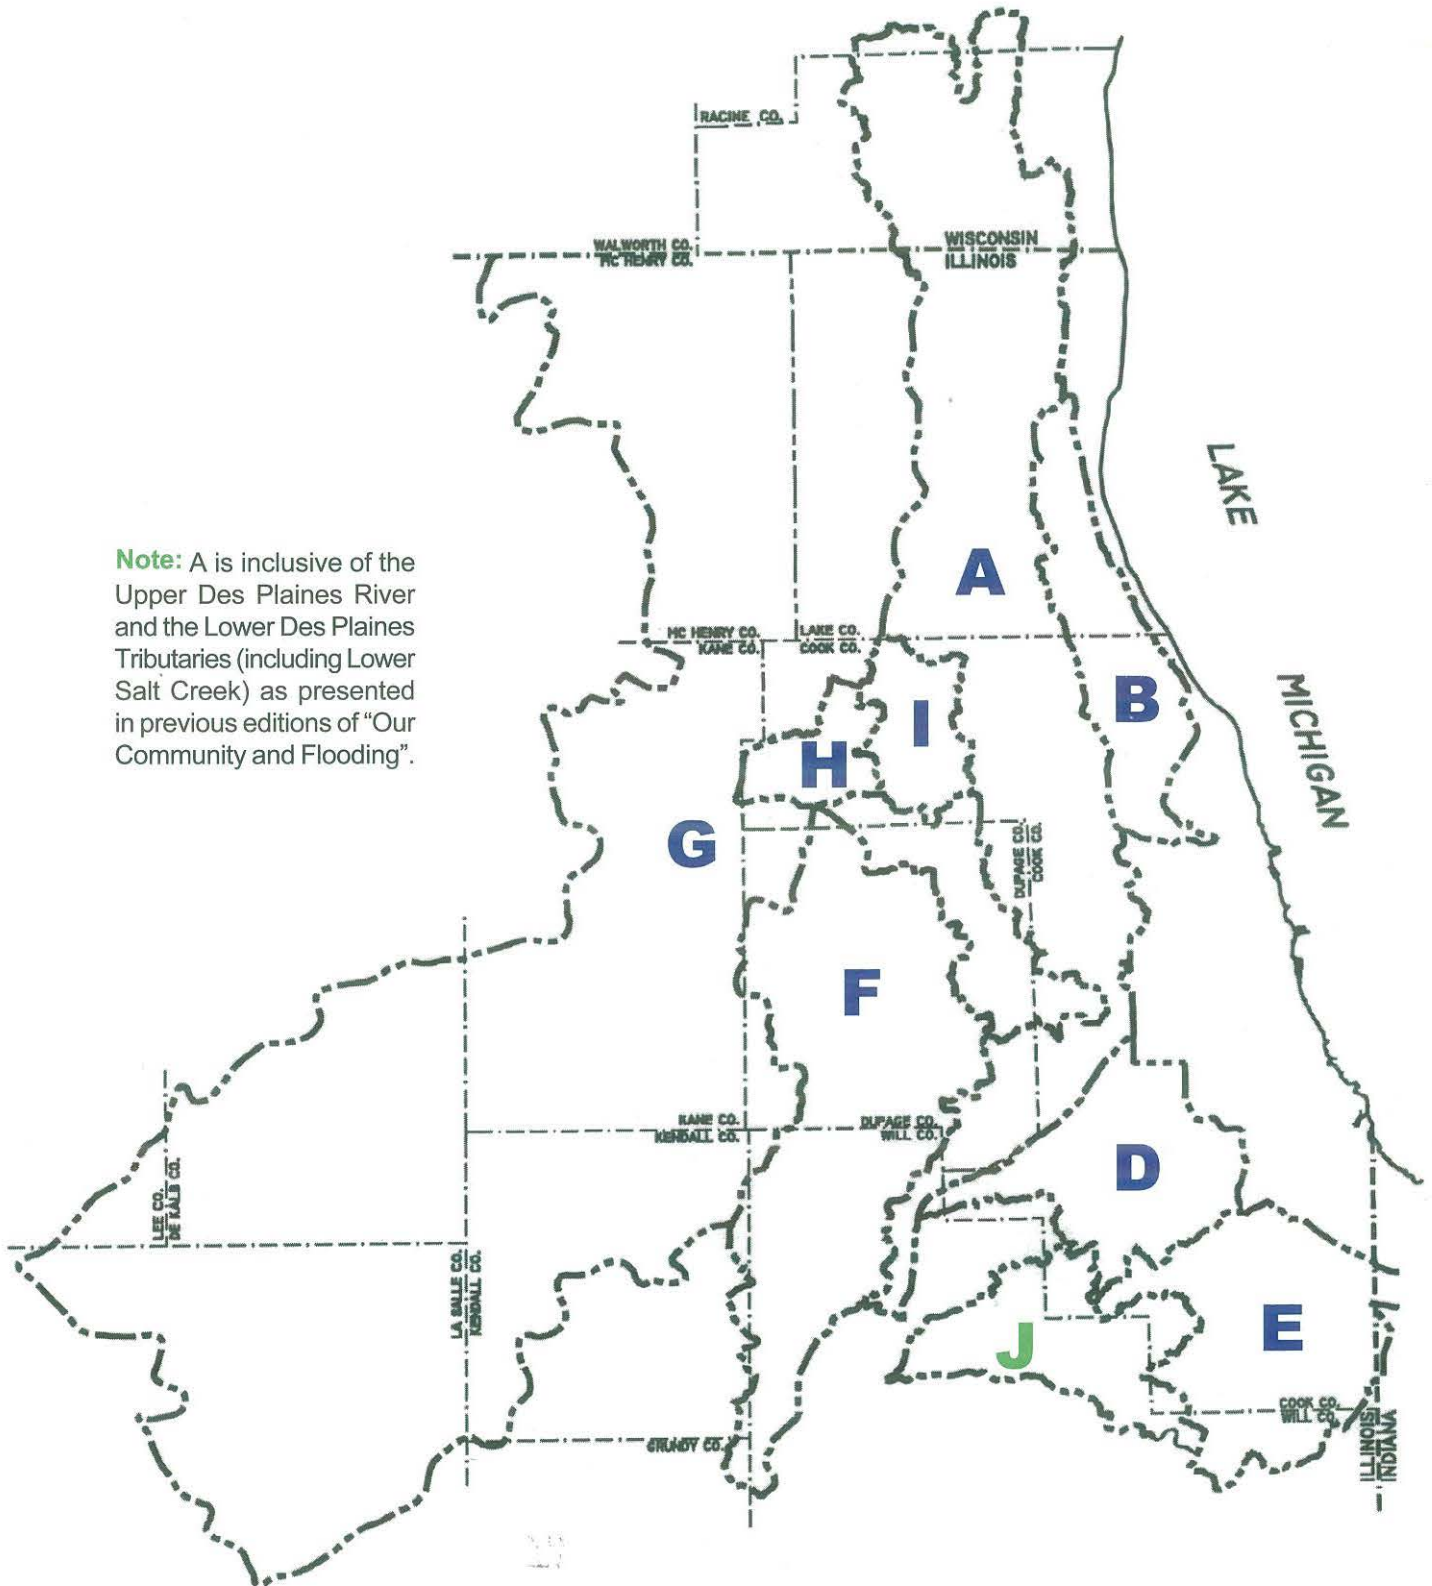 RACINE CO.
WALWORTH CO.
MC HENRY CO.
WISCONSIN
ILLINOIS
LAKE
MICHIGAN
Note: A is inclusive of the
Upper Des Plaines River
and the Lower Des Plaines
Tributaries (including Lower
Salt Creek) as presented
in previous editions of “Our
Community and Flooding”.
A
MC HENRY CO.
KANE CO.
LAKE CO.
COOK CO.
B
I
H
G
DUPAGE CO.
COOK CO.
F
KANE CO.
KENDALL CO.
DUPAGE CO.
WILL CO.
D
LEE CO.
DE KALB CO.
LA SALLE CO.
KENDALL CO.
E
J
COOK CO.
WILL CO.
GRUNDY CO.
ILLINOIS
INDIANA